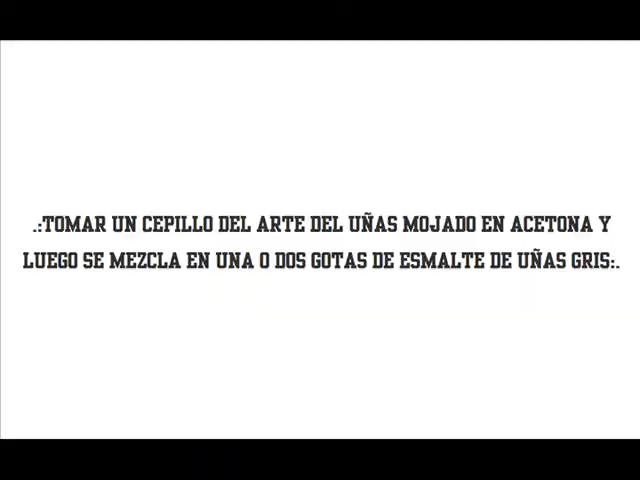 .:TOMAR UN CEPILLO DEL ARTE DEL UÑAS MOJADO EN ACETONA Y
LUEGO SE MEZCLA EN UNA O DOS GOTAS DE ESMALTE DE UÑAS GRIS:.